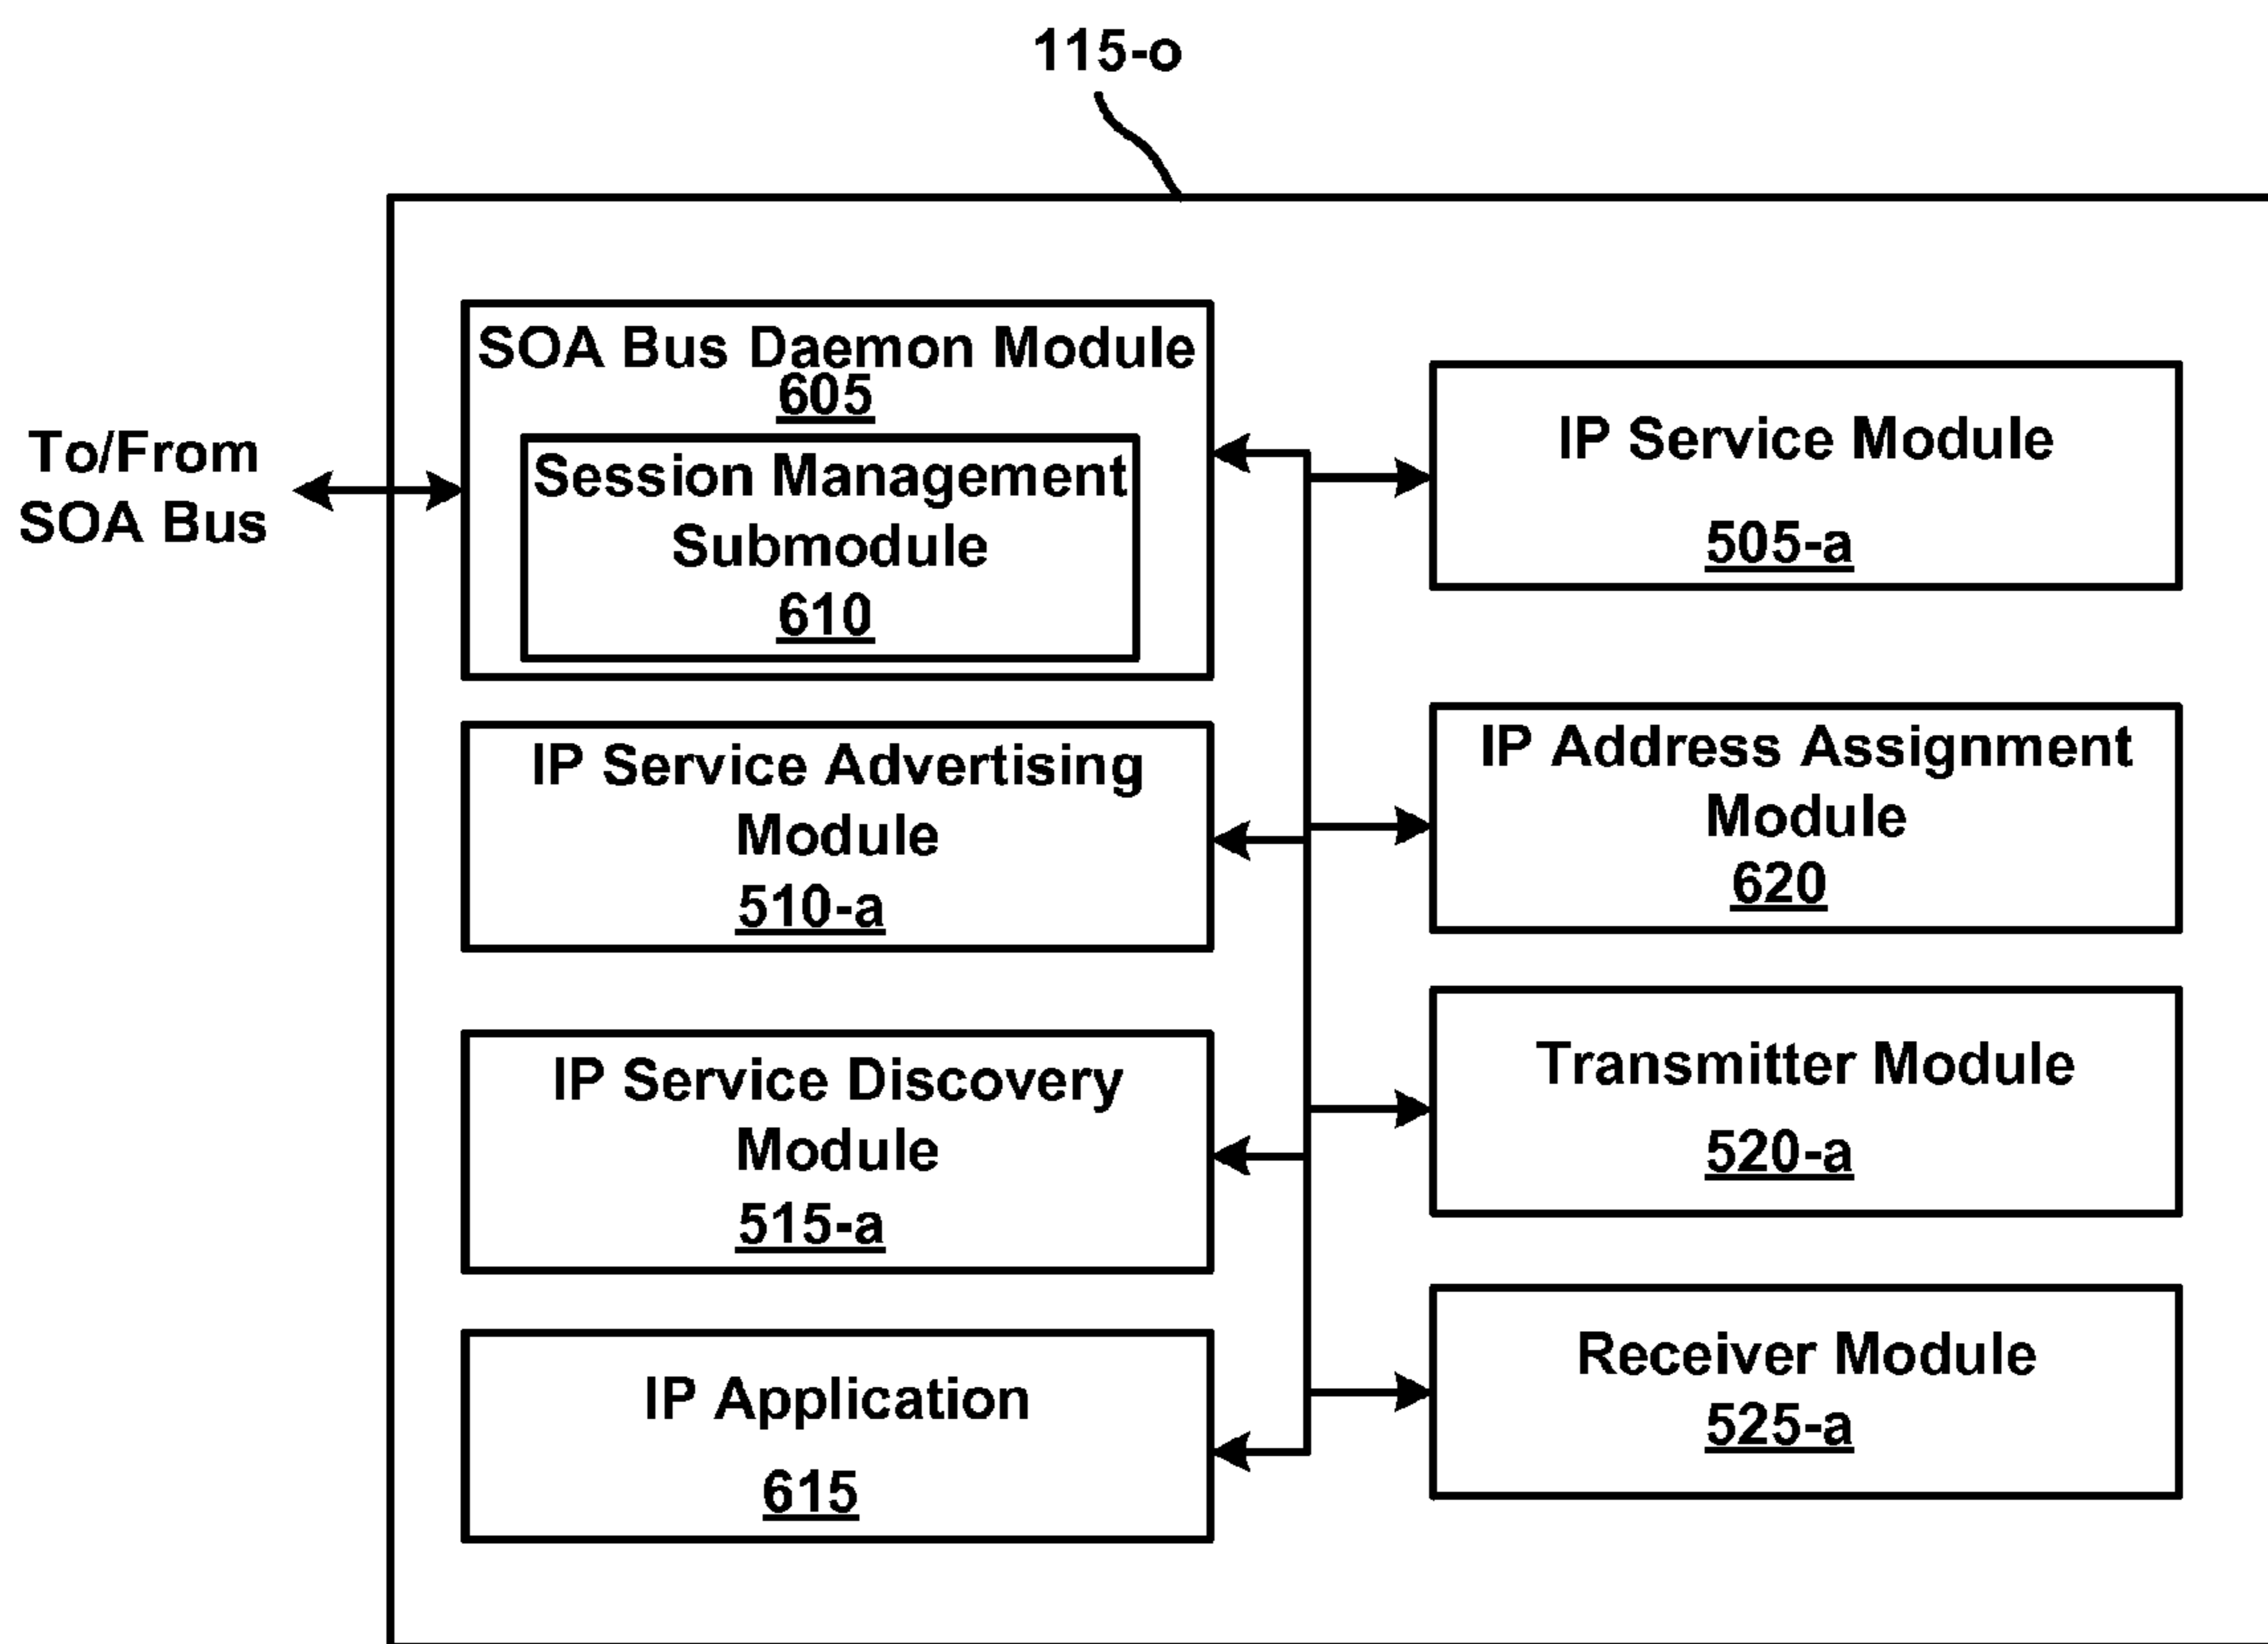 115-o
To/From
SOA Bus
SOA Bus Daemon Module
605
Session Management
Submodule
610
IP Service Advertising
Module
510-a
IP Service Discovery
Module
515-a
IP Application
615
IP Service Module
505-a
IP Address Assignment
Module
620
Transmitter Module
520-a
Receiver Module
525-a